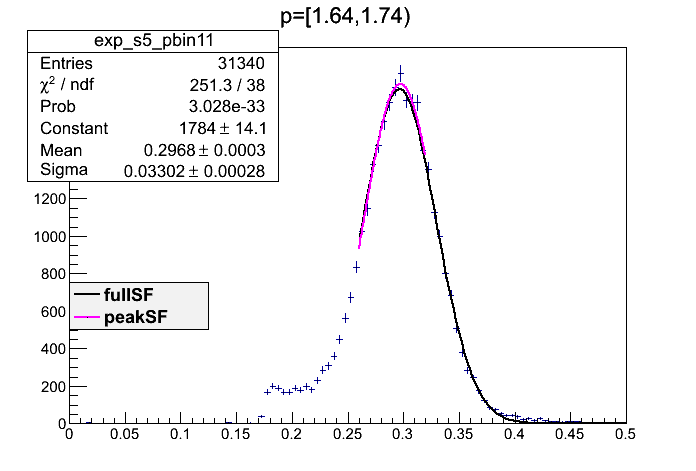 p=[1.64,1.74)
exp_s5_pbin11
Entries 31340
χ² / ndf 251.3 / 38
Prob 3.028e-33
Constant 1784 ± 14.1
Mean 0.2968 ± 0.0003
Sigma 0.03302 ± 0.00028
1200
1000
800
fullSF
600
peakSF
400
200
0
0 0.05 0.1 0.15 0.2 0.25 0.3 0.35 0.4 0.45 0.5